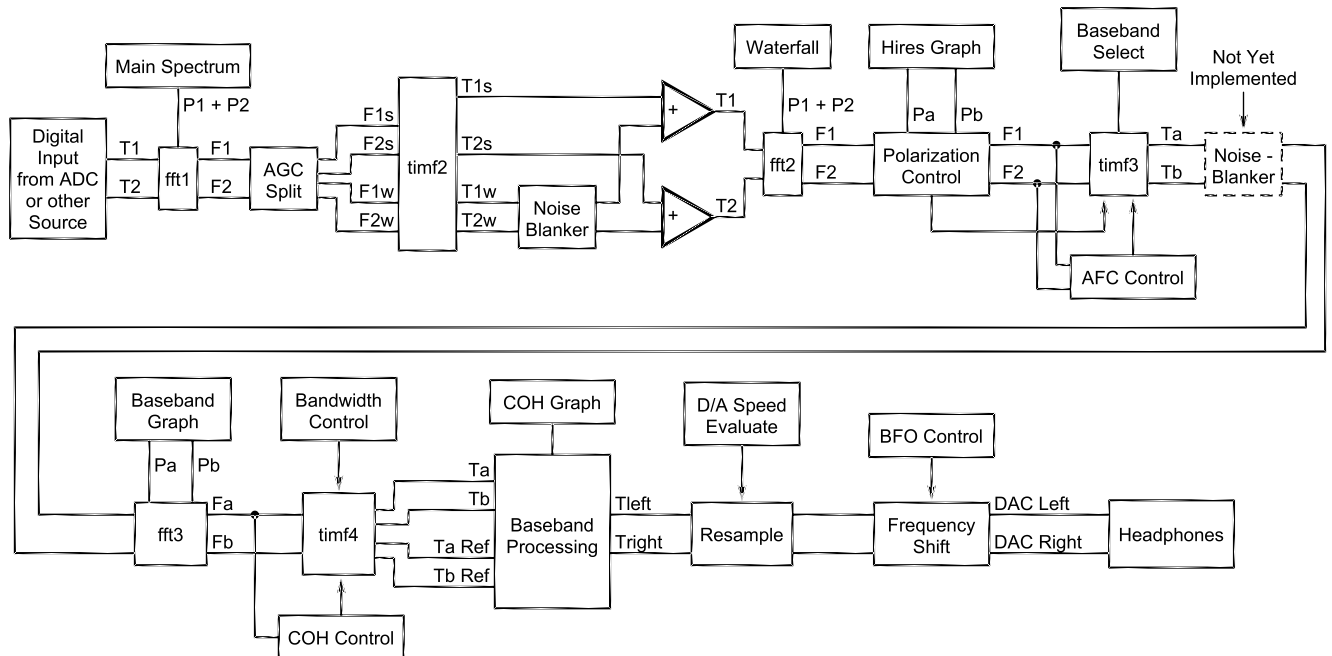 Main Spectrum
P1 + P2
Digital
Input
from ADC
or other
Source
T1
T2
fft1
F1
F2
AGC
Split
F1s
F2s
F1w
F2w
timf2
T1s
T2s
T1w
T2w
Noise
Blanker
+
+
T1
T2
Waterfall
P1 + P2
fft2
F1
F2
Hires Graph
Pa
Pb
Polarization
Control
F1
F2
Baseband
Select
timf3
AFC Control
Ta
Tb
Not Yet
Implemented
Noise -
Blanker
Baseband
Graph
Pa
Pb
fft3
Fa
Fb
Bandwidth
Control
timf4
COH Control
Ta
Tb
Ta Ref
Tb Ref
COH Graph
Baseband
Processing
Tleft
Tright
D/A Speed
Evaluate
Resample
BFO Control
Frequency
Shift
DAC Left
DAC Right
Headphones